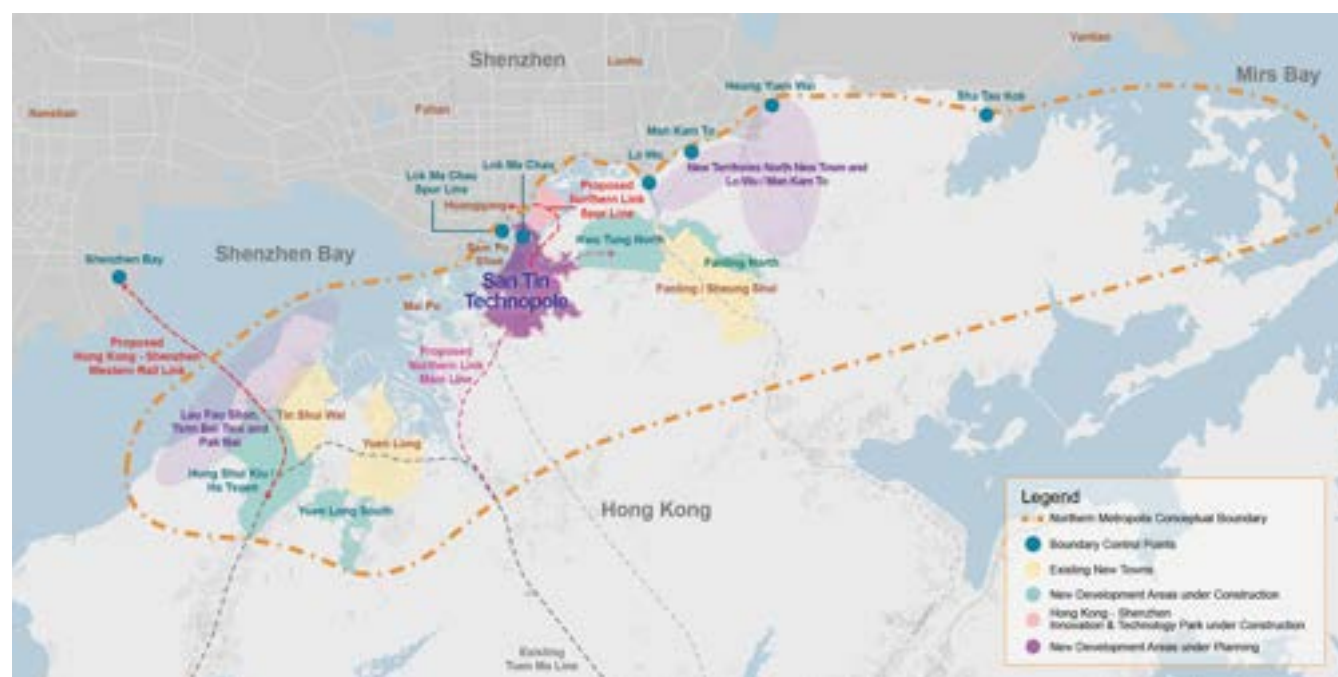 Shenzhen
Luohu
Yantian
Mirs Bay
Nanshan
Futian
Heung Yuen Wai
Sha Tau Kok
Man Kam To
Lo Wu
New Territories North New Town and
Lo Wu / Man Kam To
Lok Ma Chau
Lok Ma Chau
Spur Line
Huanggang
Proposed
Northern Link
Spur Line
Shenzhen Bay
Shenzhen Bay
Sam Po
Shue
Kwu Tung North
Fanling North
Fanling / Sheung Shui
San Tin
Technopole
Mai Po
Proposed
Hong Kong - Shenzhen
Western Rail Link
Proposed
Northern Link
Main Line
Lau Fau Shan,
Tsim Bei Tsui and
Pak Nai
Tin Shui Wai
Yuen Long
Hung Shui Kiu /
Ha Tsuen
Yuen Long South
Hong Kong
Existing
Tuen Ma Line
Legend
Northern Metropolis Conceptual Boundary
Boundary Control Points
Existing New Towns
New Development Areas under Construction
Hong Kong - Shenzhen
Innovation & Technology Park under Construction
New Development Areas under Planning